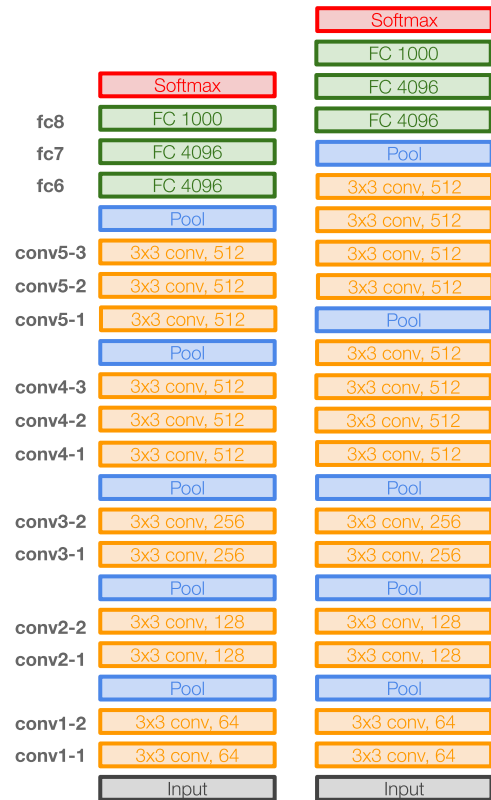 Softmax
fc8 FC 1000
fc7 FC 4096
fc6 FC 4096
Pool
conv5-3 3x3 conv, 512
conv5-2 3x3 conv, 512
conv5-1 3x3 conv, 512
Pool
conv4-3 3x3 conv, 512
conv4-2 3x3 conv, 512
conv4-1 3x3 conv, 512
Pool
conv3-2 3x3 conv, 256
conv3-1 3x3 conv, 256
Pool
conv2-2 3x3 conv, 128
conv2-1 3x3 conv, 128
Pool
conv1-2 3x3 conv, 64
conv1-1 3x3 conv, 64
Input
Softmax
FC 1000
FC 4096
FC 4096
Pool
3x3 conv, 512
3x3 conv, 512
3x3 conv, 512
3x3 conv, 512
Pool
3x3 conv, 512
3x3 conv, 512
3x3 conv, 512
3x3 conv, 512
Pool
3x3 conv, 256
3x3 conv, 256
Pool
3x3 conv, 128
3x3 conv, 128
Pool
3x3 conv, 64
3x3 conv, 64
Input